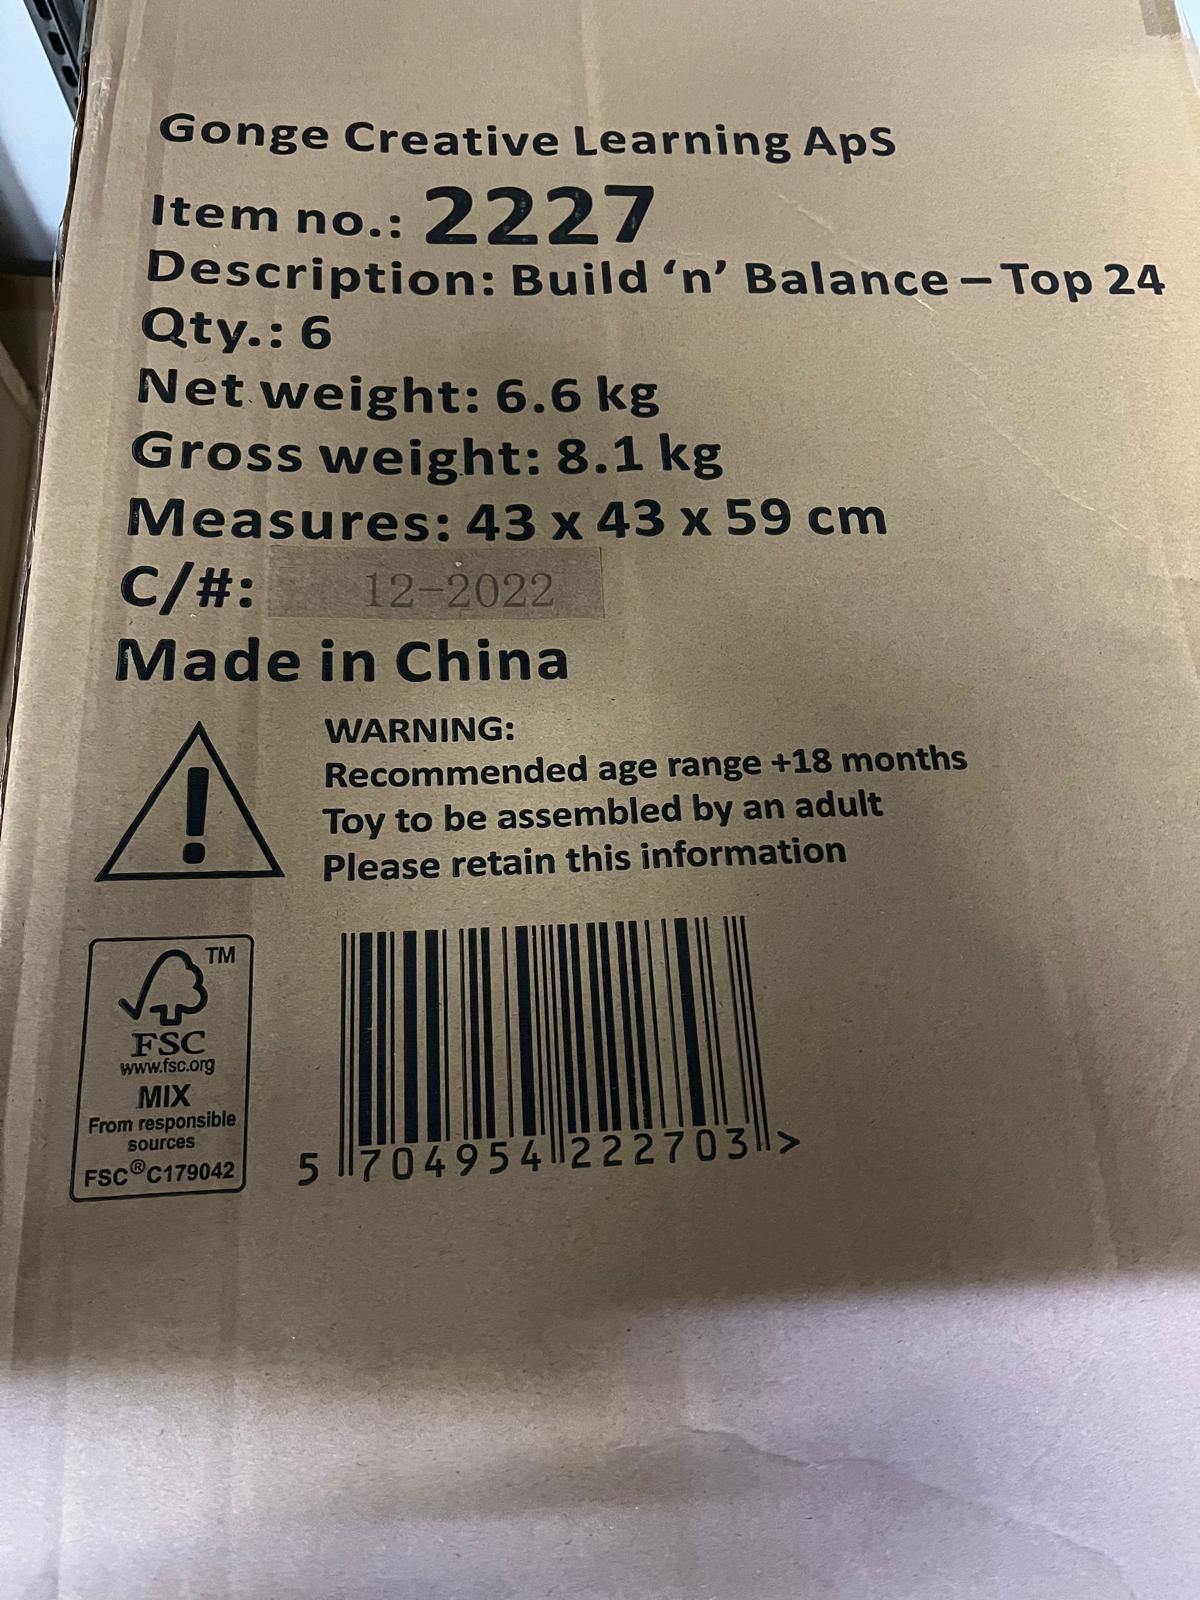 Gonge Creative Learning ApS
Item no.: 2227
Description: Build ‘n’ Balance – Top 24
Qty.: 6
Net weight: 6.6 kg
Gross weight: 8.1 kg
Measures: 43 x 43 x 59 cm
C/#: 12-2022
Made in China
WARNING:
Recommended age range +18 months
Toy to be assembled by an adult
Please retain this information
TM
FSC
www.fsc.org
MIX
From responsible
sources
FSC® C179042
5 704954 222703 >